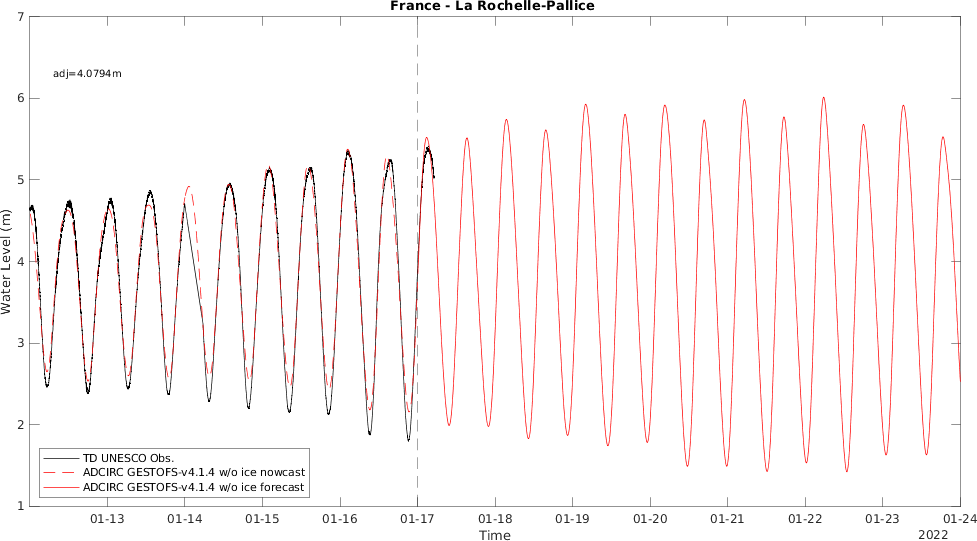 France - La Rochelle-Pallice
7
adj=4.0794m
6
5
4
3
2
1
Water Level (m)
TD UNESCO Obs.
ADCIRC GESTOFS-v4.1.4 w/o ice nowcast
ADCIRC GESTOFS-v4.1.4 w/o ice forecast
01-13 01-14 01-15 01-16 01-17 01-18 01-19 01-20 01-21 01-22 01-23 01-24
Time
2022